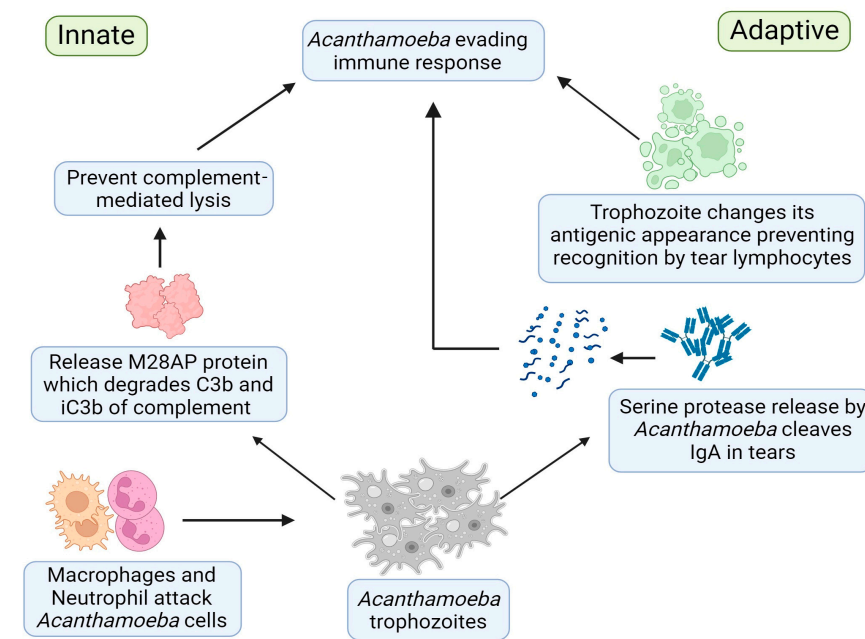 Innate
Acanthamoeba evading
immune response
Adaptive
Prevent complement-
mediated lysis
Trophozoite changes its
antigenic appearance preventing
recognition by tear lymphocytes
Release M28AP protein
which degrades C3b and
iC3b of complement
Serine protease release by
Acanthamoeba cleaves
IgA in tears
Macrophages and
Neutrophil attack
Acanthamoeba cells
Acanthamoeba
trophozoites